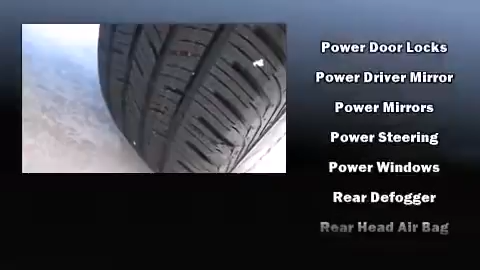 Power Door Locks
Power Driver Mirror
Power Mirrors
Power Steering
Power Windows
Rear Defogger
Rear Head Air Bag